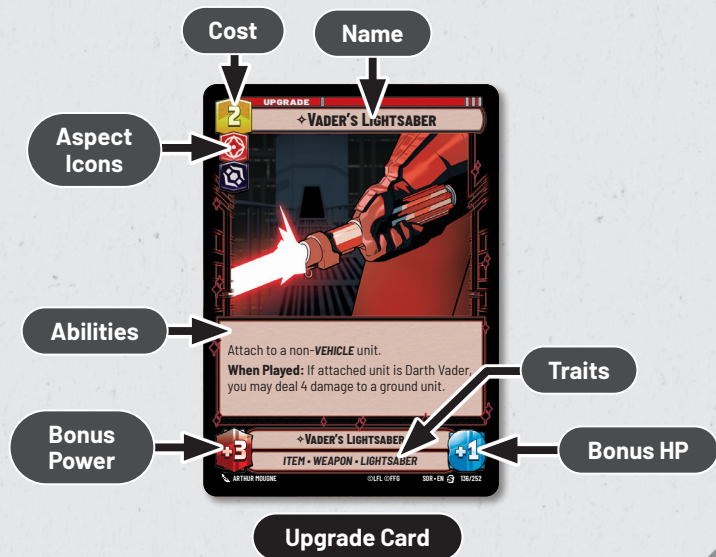 Cost
Name
UPGRADE
2
VADER'S LIGHTSABER
Aspect
Icons
Abilities
Attach to a non-VEHICLE unit.
When Played: If attached unit is Darth Vader,
you may deal 4 damage to a ground unit.
Traits
Bonus
Power
+3
VADER'S LIGHTSABER
ITEM • WEAPON • LIGHTSABER
+1
Bonus HP
ARTHUR MOUGNE
©LFL ©FFG
SOR • EN
136/252
Upgrade Card